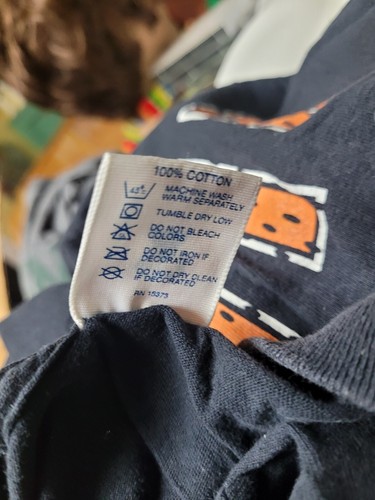 100% COTTON
MACHINE WASH
WARM SEPARATELY
TUMBLE DRY LOW
DO NOT BLEACH
COLORS
DO NOT IRON IF
DECORATED
DO NOT DRY CLEAN
IF DECORATED
RN 15373